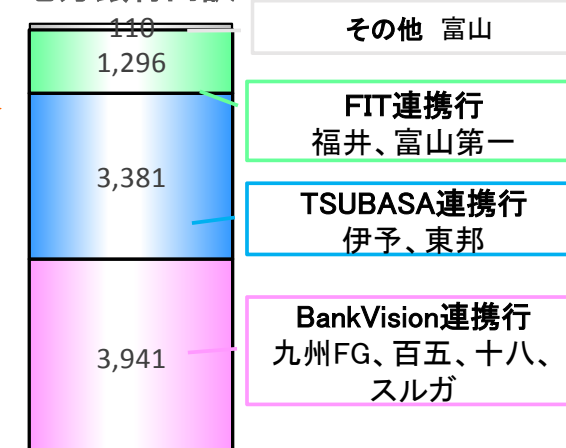 110
その他 富山
1,296
FIT連携行
福井、富山第一
3,381
TSUBASA連携行
伊予、東邦
BankVision連携行
九州FG、百五、十八、
スルガ
3,941